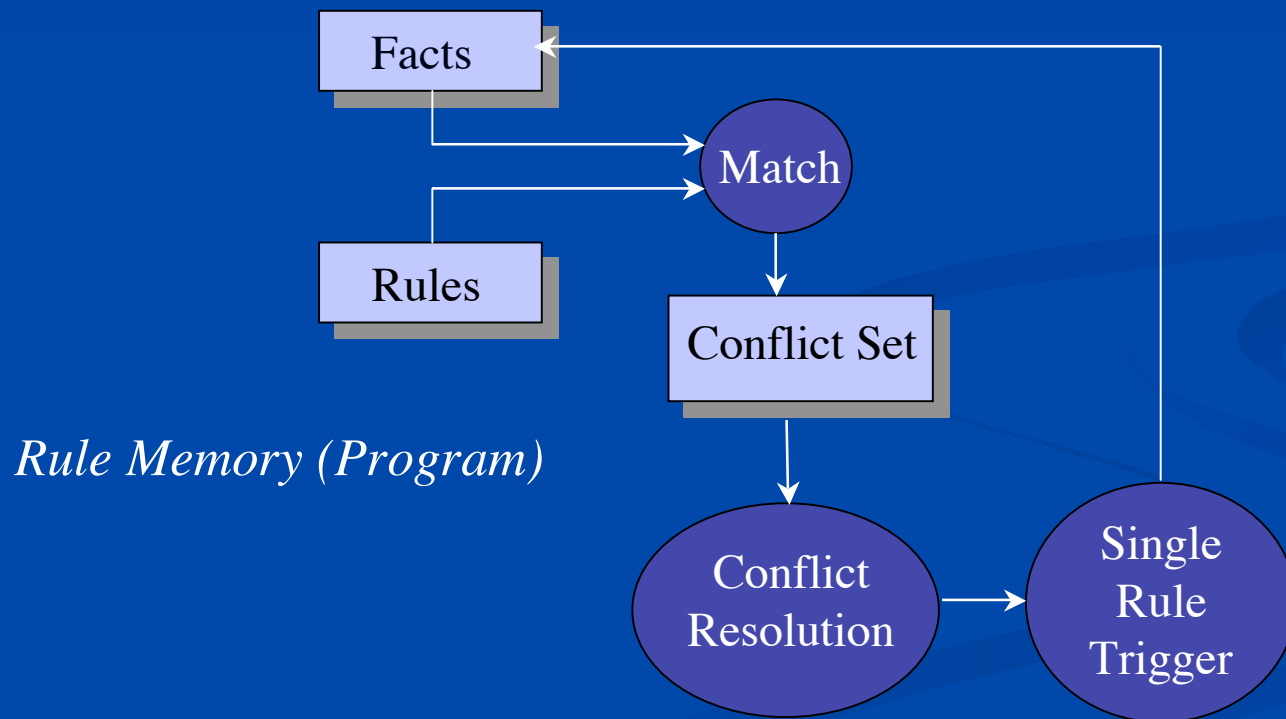 Facts
Match
Rules
Conflict Set
Rule Memory (Program)
Conflict
Resolution
Single
Rule
Trigger